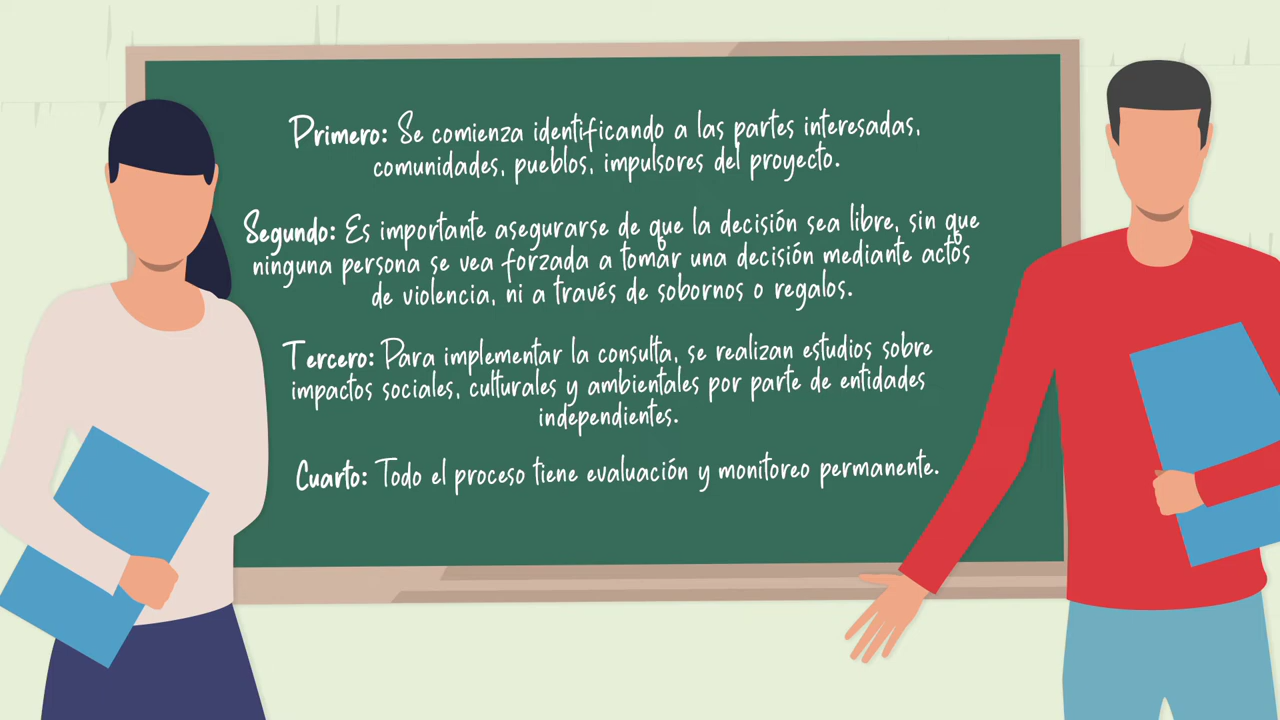 Primero: Se comienza identificando a las partes interesadas,
comunidades, pueblos, impulsores del proyecto.
Segundo: Es importante asegurarse de que la decisión sea libre, sin que
ninguna persona se vea forzada a tomar una decisión mediante actos
de violencia, ni a través de sobornos o regalos.
Tercero: Para implementar la consulta, se realizan estudios sobre
impactos sociales, culturales y ambientales por parte de entidades
independientes.
Cuarto: Todo el proceso tiene evaluación y monitoreo permanente.